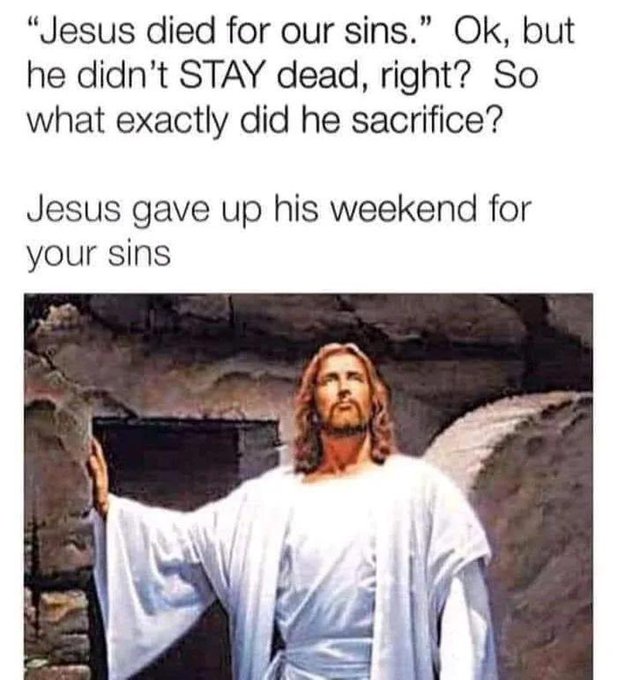 “Jesus died for our sins.”  Ok, but
he didn’t STAY dead, right?  So
what exactly did he sacrifice?
Jesus gave up his weekend for
your sins